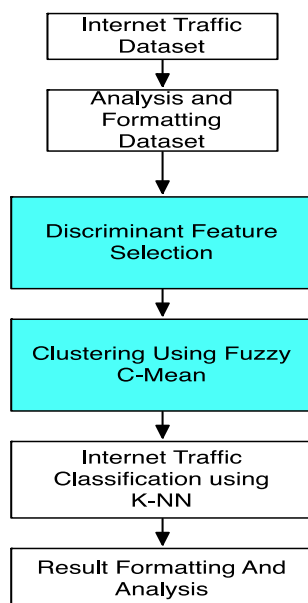 Internet Traffic
Dataset
Analysis and
Formatting
Dataset
Discriminant Feature
Selection
Clustering Using Fuzzy
C-Mean
Internet Traffic
Classification using
K-NN
Result Formatting And
Analysis